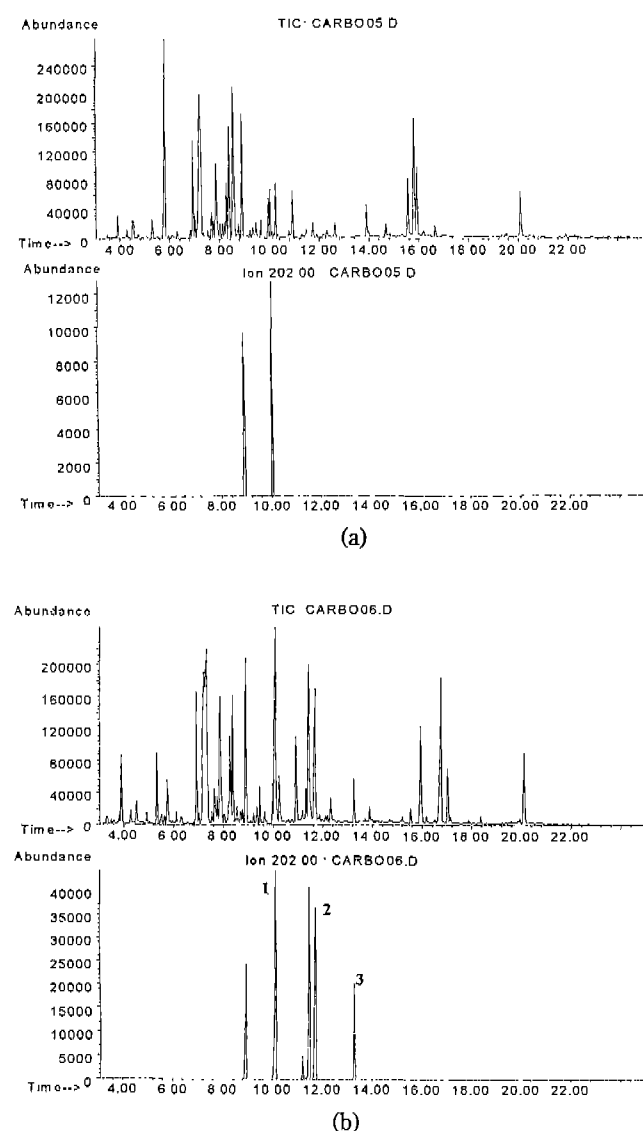 Abundance
TIC· CARBO05 D
240000
200000
160000
120000
80000
40000
0
Time--> 4 00 6 00 8 00 10 00 12 00 14 00 16 00 18 00 20 00 22 00
Abundance
Ion 202 00 CARBO05 D
12000
10000
8000
6000
4000
2000
0
Time--> 4 00 6 00 8 00 10 00 12 00 14 00 16 00 18 00 20 00 22 00
(a)
Abundance
TIC CARBO06.D
200000
160000
120000
80000
40000
0
Time--> 4.00 6 00 8 00 10 00 12 00 14 00 16 00 18 00 20 00 22 00
Abundance
Ion 202 00 · CARBO06.D
40000
35000
30000
25000
20000
15000
10000
5000
0
1
2
3
Time--> 4.00 6 00 8 00 10 00 12 00 14 00 16 00 18 00 20 00 22 00
(b)